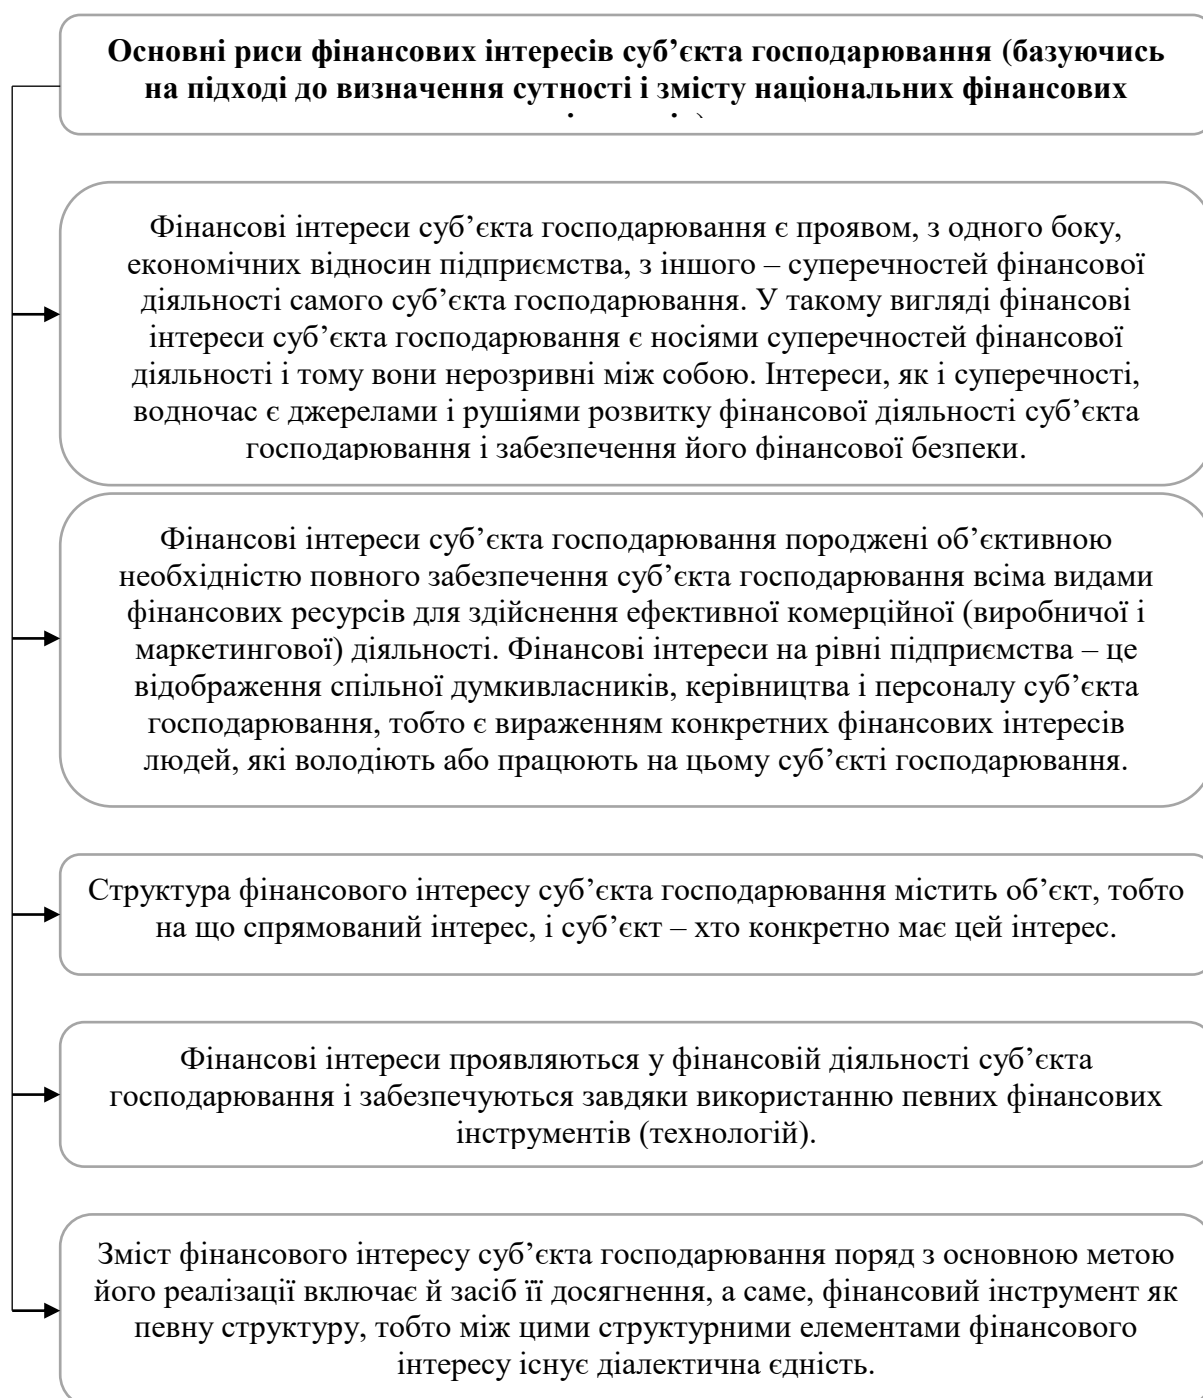 Основні риси фінансових інтересів суб’єкта господарювання (базуючись
на підході до визначення сутності і змісту національних фінансових
Фінансові інтереси суб’єкта господарювання є проявом, з одного боку,
економічних відносин підприємства, з іншого – суперечностей фінансової
діяльності самого суб’єкта господарювання. У такому вигляді фінансові
інтереси суб’єкта господарювання є носіями суперечностей фінансової
діяльності і тому вони нерозривні між собою. Інтереси, як і суперечності,
водночас є джерелами і рушіями розвитку фінансової діяльності суб’єкта
господарювання і забезпечення його фінансової безпеки.
Фінансові інтереси суб’єкта господарювання породжені об’єктивною
необхідністю повного забезпечення суб’єкта господарювання всіма видами
фінансових ресурсів для здійснення ефективної комерційної (виробничої і
маркетингової) діяльності. Фінансові інтереси на рівні підприємства – це
відображення спільної думкивласників, керівництва і персоналу суб’єкта
господарювання, тобто є вираженням конкретних фінансових інтересів
людей, які володіють або працюють на цьому суб’єкті господарювання.
Структура фінансового інтересу суб’єкта господарювання містить об’єкт, тобто
на що спрямований інтерес, і суб’єкт – хто конкретно має цей інтерес.
Фінансові інтереси проявляються у фінансовій діяльності суб’єкта
господарювання і забезпечуються завдяки використанню певних фінансових
інструментів (технологій).
Зміст фінансового інтересу суб’єкта господарювання поряд з основною метою
його реалізації включає й засіб її досягнення, а саме, фінансовий інструмент як
певну структуру, тобто між цими структурними елементами фінансового
інтересу існує діалектична єдність.